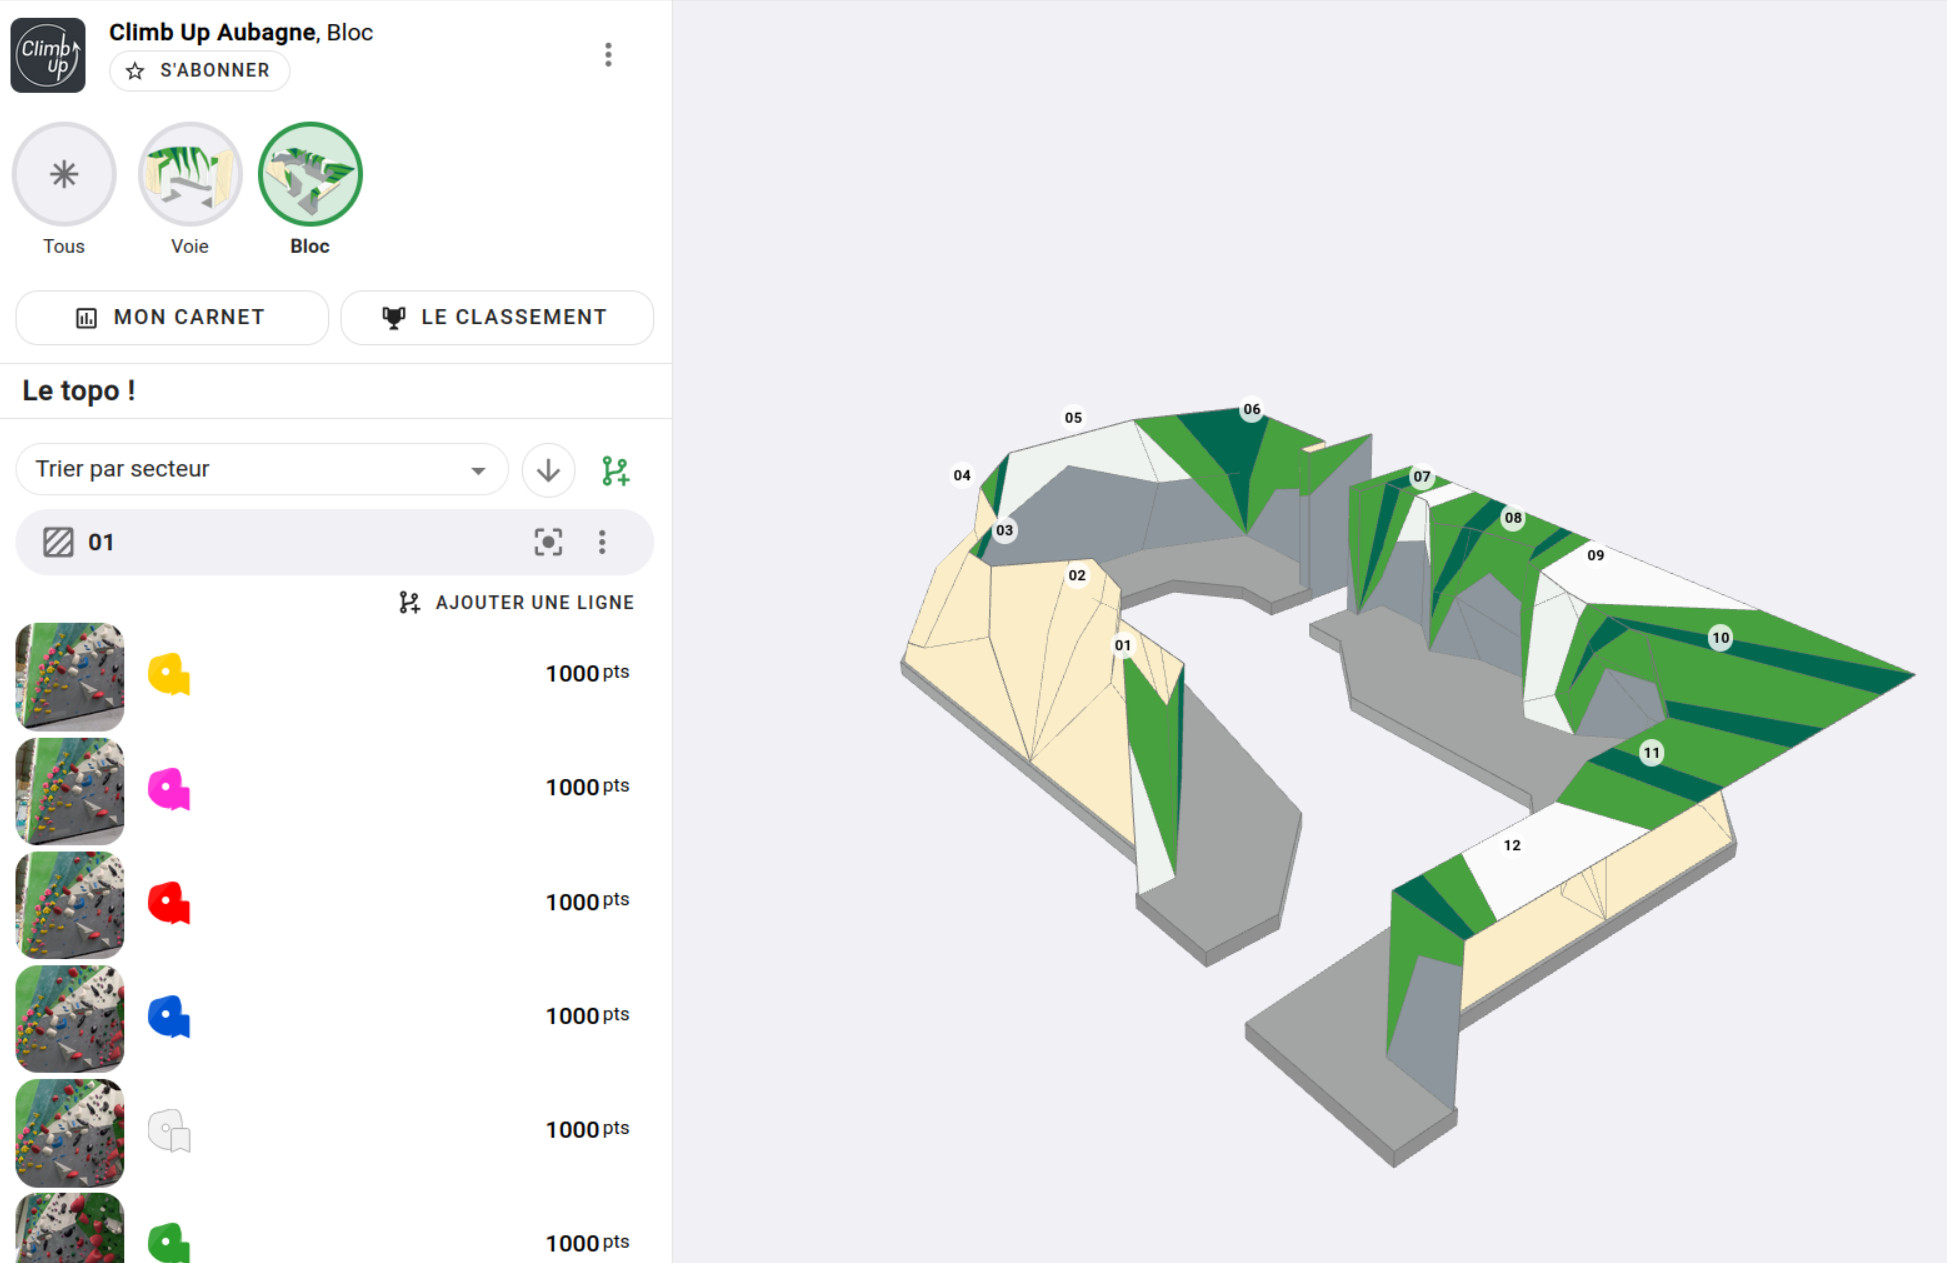 Climb Up
Climb Up Aubagne, Bloc
S'ABONNER
Tous
Voie
Bloc
MON CARNET
LE CLASSEMENT
Le topo !
Trier par secteur
01
AJOUTER UNE LIGNE
1000 pts
1000 pts
1000 pts
1000 pts
1000 pts
1000 pts
05
06
04
07
03
08
09
02
10
01
11
12